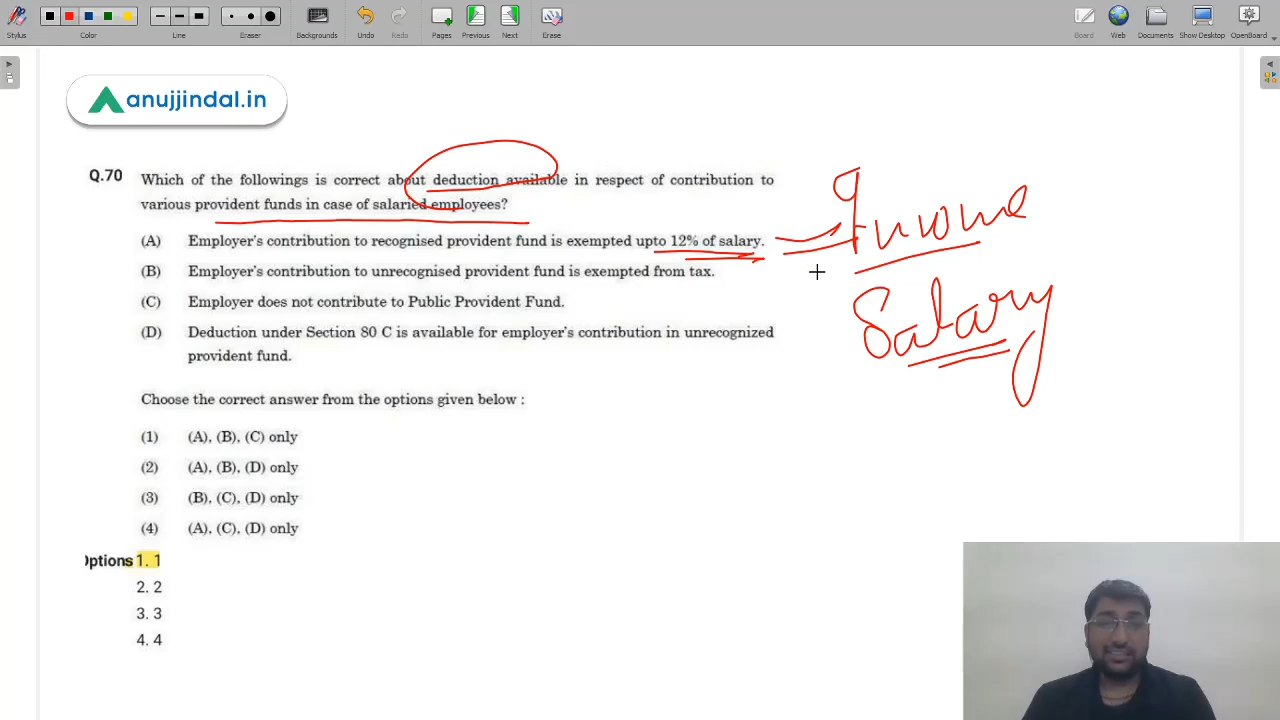 Stylus
Color
Line
Eraser
Backgrounds
Undo
Redo
Pages
Previous
Next
Erase
Board
Web
Documents
Show Desktop
OpenBoard
anujjindal.in
Q.70 Which of the followings is correct about deduction available in respect of contribution to
various provident funds in case of salaried employees?
(A) Employer's contribution to recognised provident fund is exempted upto 12% of salary.
(B) Employer's contribution to unrecognised provident fund is exempted from tax.
(C) Employer does not contribute to Public Provident Fund.
(D) Deduction under Section 80 C is available for employer's contribution in unrecognized
provident fund.
Income
Salary
Choose the correct answer from the options given below :
(1) (A), (B), (C) only
(2) (A), (B), (D) only
(3) (B), (C), (D) only
(4) (A), (C), (D) only
Options 1. 1
2. 2
3. 3
4. 4